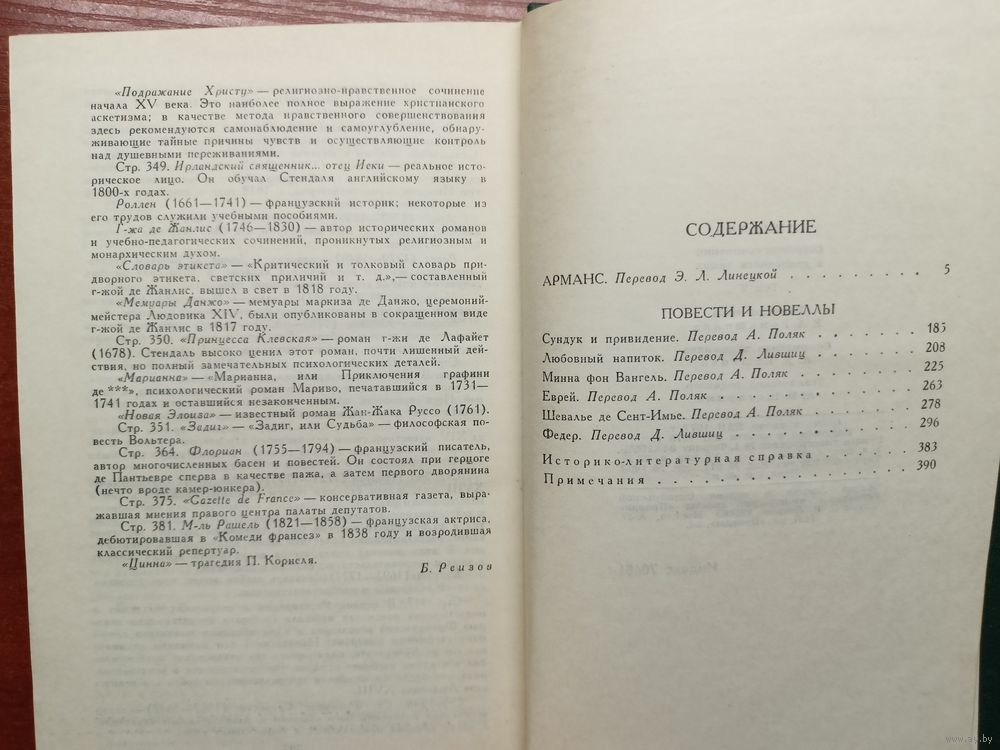 «Подражание Христу» — религиозно-нравственное сочинение
начала XV века. Это наиболее полное выражение христианского
аскетизма; в качестве метода нравственного совершенствования
здесь рекомендуются самонаблюдение и самоуглубление, обнару-
живающие тайные причины чувств и осуществляющие контроль
над душевными переживаниями.
Стр. 349. Ирландский священник... отец Иеки — реальное исто-
рическое лицо. Он обучал Стендаля английскому языку в
1800-х годах.
Роллен (1661—1741) — французский историк; некоторые из
его трудов служили учебными пособиями.
Г-жа де Жанлис (1746—1830) — автор исторических романов
и учебно-педагогических сочинений, проникнутых религиозным и
монархическим духом.
«Словарь этикета» — «Критический и толковый словарь при-
дворного этикета, светских приличий и т. д.»,— составленный
г-жой де Жанлис, вышел в свет в 1818 году.
«Мемуары Данжо» — мемуары маркиза де Данжо, церемоний-
мейстера Людовика XIV, были опубликованы в сокращенном виде
г-жой де Жанлис в 1817 году.
Стр. 350. «Принцесса Клевская» — роман г-жи де Лафайет
(1678). Стендаль высоко ценил этот роман, почти лишенный дей-
ствия, но полный замечательных психологических деталей.
«Марианна» — «Марианна, или Приключения графини
де ***», психологический роман Мариво, печатавшийся в 1731—
1741 годах и оставшийся незаконченным.
«Новая Элоиза» — известный роман Жан-Жака Руссо (1761).
Стр. 351. «Задиг» — «Задиг, или Судьба» — философская по-
весть Вольтера.
Стр. 364. Флориан (1755—1794) — французский писатель,
автор многочисленных басен и повестей. Он состоял при герцоге
де Пантьевре сперва в качестве пажа, а затем первого дворянина
(нечто вроде камер-юнкера).
Стр. 375. «Gazette de France» — консервативная газета, выра-
жавшая мнения правого центра палаты депутатов.
Стр. 381. М-ль Рашель (1821—1858) — французская актриса,
дебютировавшая в «Комеди франсез» в 1838 году и возродившая
классический репертуар.
«Цинна» — трагедия П. Корнеля.
Б. Реизов
СОДЕРЖАНИЕ
АРМАНС. Перевод Э. Л. Линецкой . . . . . . . . . 5
ПОВЕСТИ И НОВЕЛЛЫ
Сундук и привидение. Перевод А. Поляк . . . . . . . 185
Любовный напиток. Перевод Д. Лившиц . . . . . . . 208
Минна фон Вангель. Перевод А. Поляк . . . . . . . 225
Еврей. Перевод А. Поляк . . . . . . . . . . . 263
Шевалье де Сент-Имье. Перевод А. Поляк . . . . . . 278
Федер. Перевод Д. Лившиц . . . . . . . . . . 296
Историко-литературная справка . . . . . . . . 383
Примечания . . . . . . . . . . . . . . 390
www.ay.by